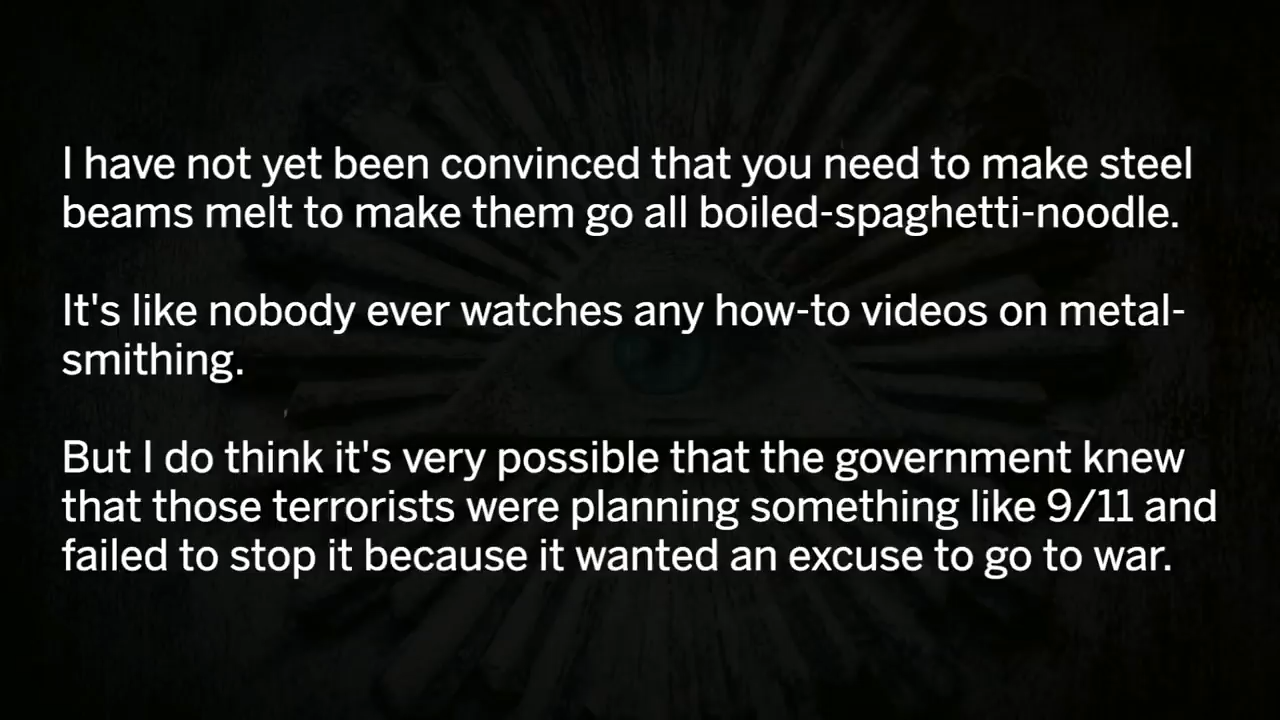 I have not yet been convinced that you need to make steel
beams melt to make them go all boiled-spaghetti-noodle.
It's like nobody ever watches any how-to videos on metal-
smithing.
But I do think it's very possible that the government knew
that those terrorists were planning something like 9/11 and
failed to stop it because it wanted an excuse to go to war.